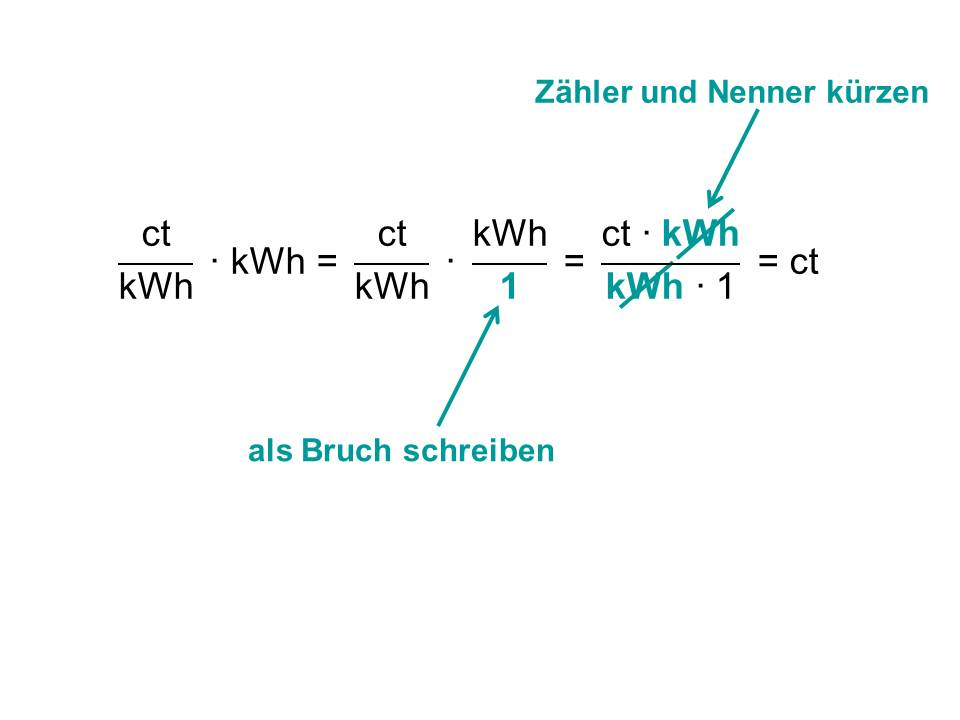 Zähler und Nenner kürzen
ct/kWh · kWh = ct/kWh · kWh/1 = ct · kWh/kWh · 1 = ct
als Bruch schreiben